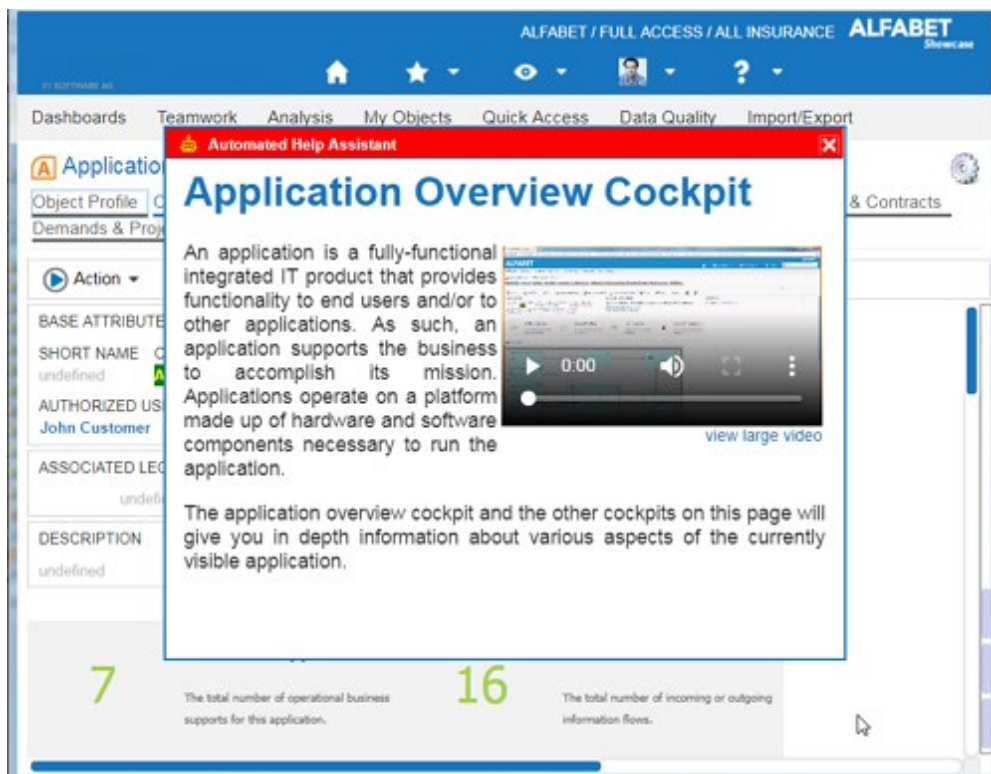 ALFABET / FULL ACCESS / ALL INSURANCE ALFABET
Showcase
Dashboards Teamwork Analysis My Objects Quick Access Data Quality Import/Export
Automated Help Assistant
A Applicatio
Application Overview Cockpit
Object Profile
& Contracts
Demands & Proj
An application is a fully-functional
integrated IT product that provides
functionality to end users and/or to
other applications. As such, an
application supports the business
to accomplish its mission.
Applications operate on a platform
made up of hardware and software
components necessary to run the
application.
0:00
view large video
The application overview cockpit and the other cockpits on this page will
give you in depth information about various aspects of the currently
visible application.
Action
BASE ATTRIBUTE
SHORT NAME
undefined
AUTHORIZED US
John Customer
ASSOCIATED LEG
undefi
DESCRIPTION
undefined
7
The total number of operational business
supports for this application.
16
The total number of incoming or outgoing
information flows.